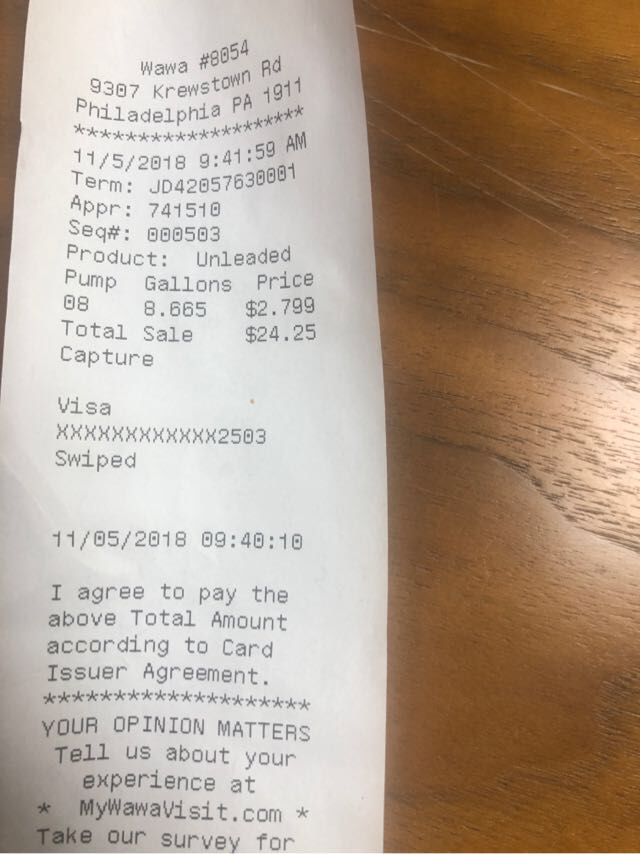 Wawa #8054
9307 Krewstown Rd
Philadelphia PA 1911
********************
11/5/2018 9:41:59 AM
Term: JD42057630001
Appr: 741510
Seq#: 000503
Product: Unleaded
Pump Gallons Price
08 8.665 $2.799
Total Sale $24.25
Capture
Visa
XXXXXXXXXXXX2503
Swiped
11/05/2018 09:40:10
I agree to pay the
above Total Amount
according to Card
Issuer Agreement.
********************
YOUR OPINION MATTERS
Tell us about your
experience at
* MyWawaVisit.com *
Take our survey for